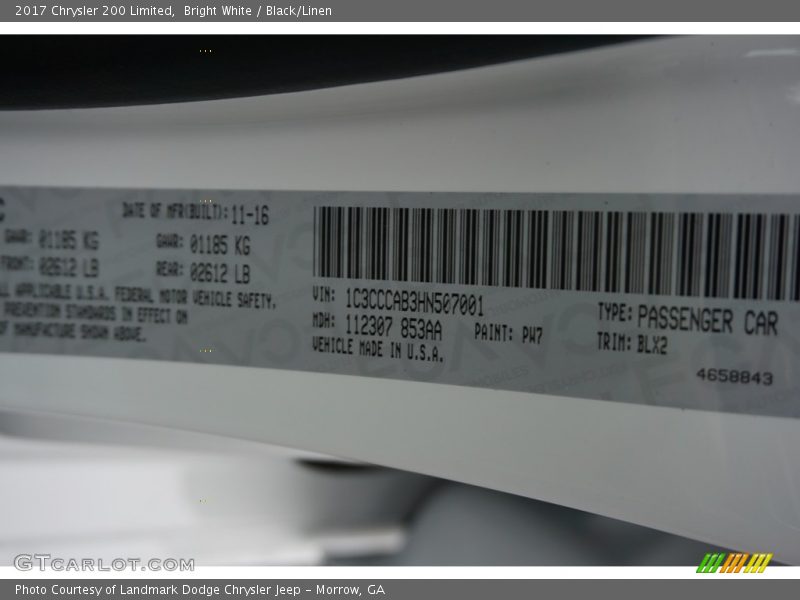 2017 Chrysler 200 Limited, Bright White / Black/Linen
DATE OF MFR(BUILT): 11-16
GAWR: 01185 KG GAWR: 01185 KG
FRONT: 02612 LB REAR: 02612 LB
ALL APPLICABLE U.S.A. FEDERAL MOTOR VEHICLE SAFETY,
PREVENTION STANDARDS IN EFFECT ON
OF MANUFACTURE SHOWN ABOVE.
VIN: 1C3CCCAB3HN507001
MDH: 112307 853AA PAINT: PW7
VEHICLE MADE IN U.S.A.
TYPE: PASSENGER CAR
TRIM: BLX2
4658843
GTCARLOT.COM
Photo Courtesy of Landmark Dodge Chrysler Jeep – Morrow, GA